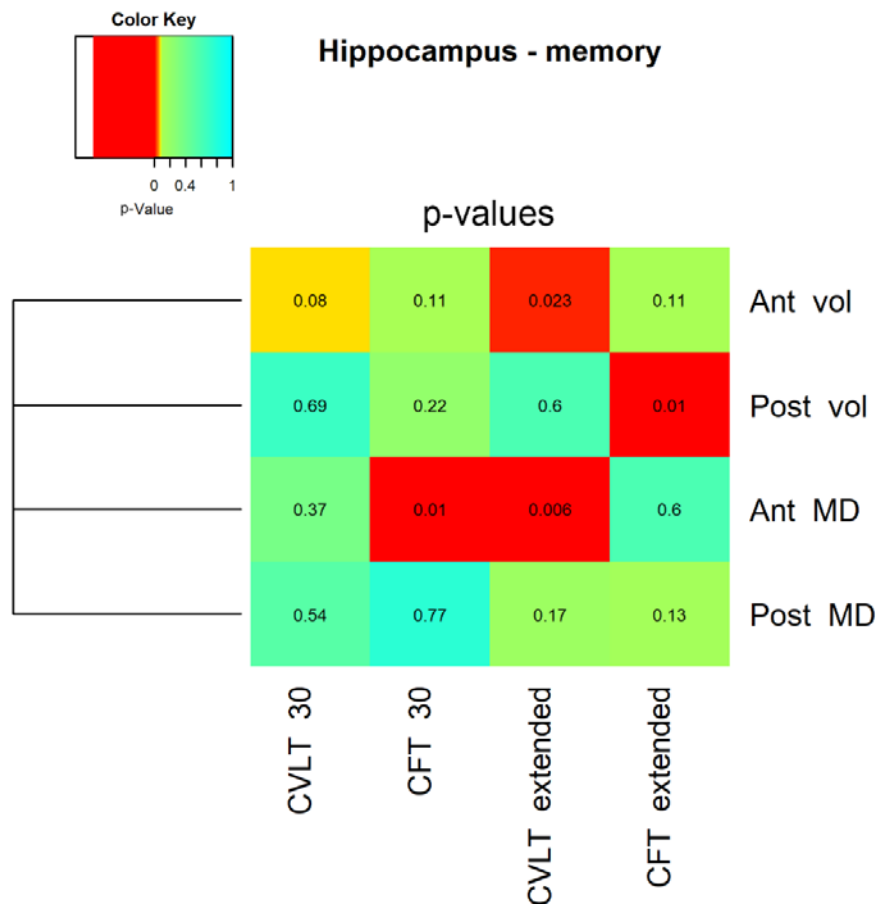 Color Key
Hippocampus - memory
0 0.4 1
p-Value
p-values
0.08 0.11 0.023 0.11 Ant vol
0.69 0.22 0.6 0.01 Post vol
0.37 0.01 0.006 0.6 Ant MD
0.54 0.77 0.17 0.13 Post MD
CVLT 30
CFT 30
CVLT extended
CFT extended